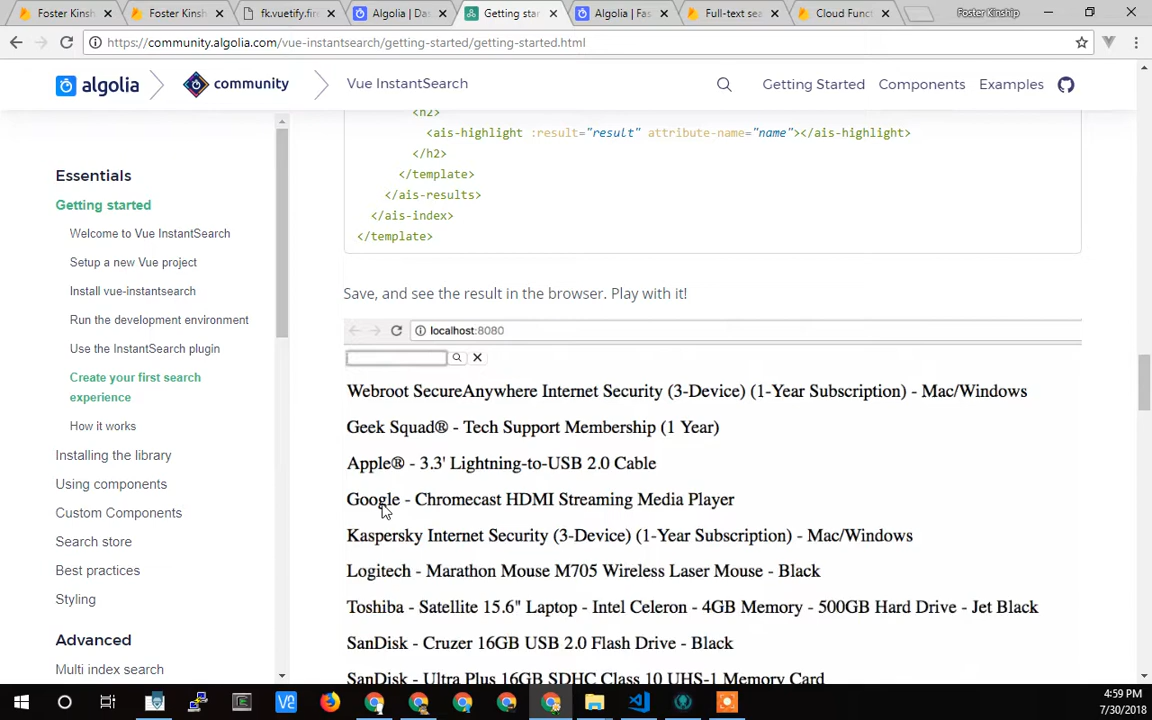 Foster Kinsh
Foster Kinsh
fk.vuetify.fire
Algolia | Da
Getting star
Algolia | Fas
Full-text sea
Cloud Funct
Foster Kinship
https://community.algolia.com/vue-instantsearch/getting-started/getting-started.html
algolia
community
Vue InstantSearch
Getting Started
Components
Examples
Essentials
Getting started
Welcome to Vue InstantSearch
Setup a new Vue project
Install vue-instantsearch
Run the development environment
Use the InstantSearch plugin
Create your first search
experience
How it works
Installing the library
Using components
Custom Components
Search store
Best practices
Styling
Advanced
Multi index search
<h2>
<ais-highlight :result="result" attribute-name="name"></ais-highlight>
</h2>
</template>
</ais-results>
</ais-index>
</template>
Save, and see the result in the browser. Play with it!
localhost:8080
Webroot SecureAnywhere Internet Security (3-Device) (1-Year Subscription) - Mac/Windows
Geek Squad® - Tech Support Membership (1 Year)
Apple® - 3.3' Lightning-to-USB 2.0 Cable
Google - Chromecast HDMI Streaming Media Player
Kaspersky Internet Security (3-Device) (1-Year Subscription) - Mac/Windows
Logitech - Marathon Mouse M705 Wireless Laser Mouse - Black
Toshiba - Satellite 15.6" Laptop - Intel Celeron - 4GB Memory - 500GB Hard Drive - Jet Black
SanDisk - Cruzer 16GB USB 2.0 Flash Drive - Black
SanDisk - Ultra Plus 16GB SDHC Class 10 UHS-1 Memory Card
4:59 PM
7/30/2018